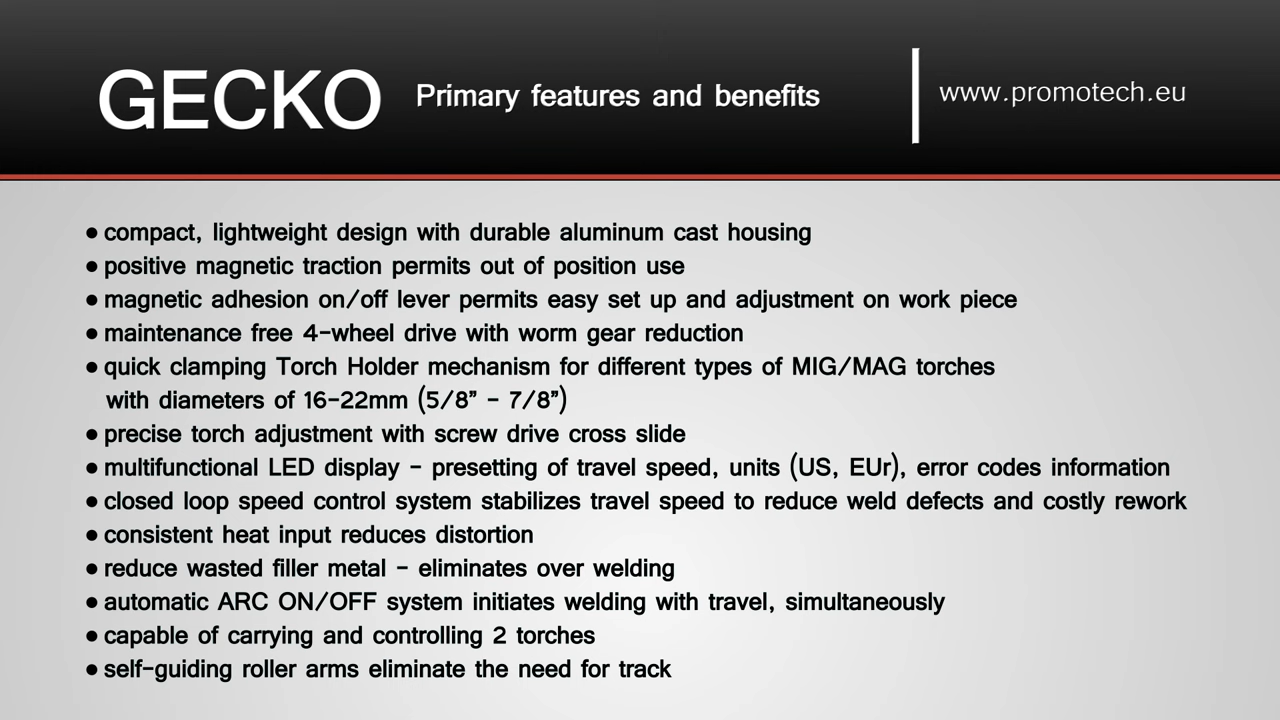 GECKO Primary features and benefits www.promotech.eu
● compact, lightweight design with durable aluminum cast housing
● positive magnetic traction permits out of position use
● magnetic adhesion on/off lever permits easy set up and adjustment on work piece
● maintenance free 4-wheel drive with worm gear reduction
● quick clamping Torch Holder mechanism for different types of MIG/MAG torches
with diameters of 16-22mm (5/8” - 7/8”)
● precise torch adjustment with screw drive cross slide
● multifunctional LED display - presetting of travel speed, units (US, EUr), error codes information
● closed loop speed control system stabilizes travel speed to reduce weld defects and costly rework
● consistent heat input reduces distortion
● reduce wasted filler metal - eliminates over welding
● automatic ARC ON/OFF system initiates welding with travel, simultaneously
● capable of carrying and controlling 2 torches
● self-guiding roller arms eliminate the need for track